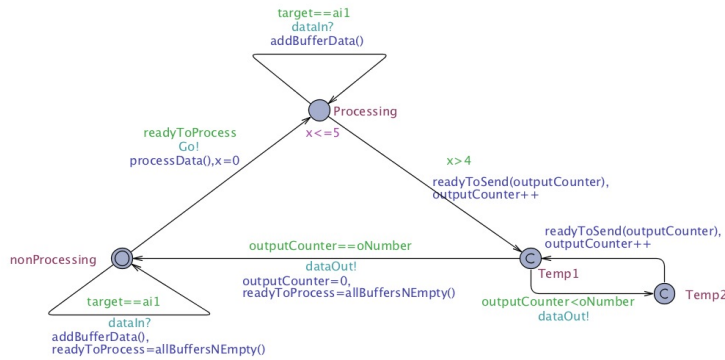 target==ai1
dataIn?
addBufferData()
Processing
x<=5
readyToProcess
Go!
processData(),x=0
x>4
readyToSend(outputCounter),
outputCounter++
nonProcessing
outputCounter==oNumber
dataOut!
outputCounter=0,
readyToProcess=allBuffersNEmpty()
C
Temp1
readyToSend(outputCounter),
outputCounter++
C
Temp2
outputCounter<oNumber
dataOut!
target==ai1
dataIn?
addBufferData(),
readyToProcess=allBuffersNEmpty()